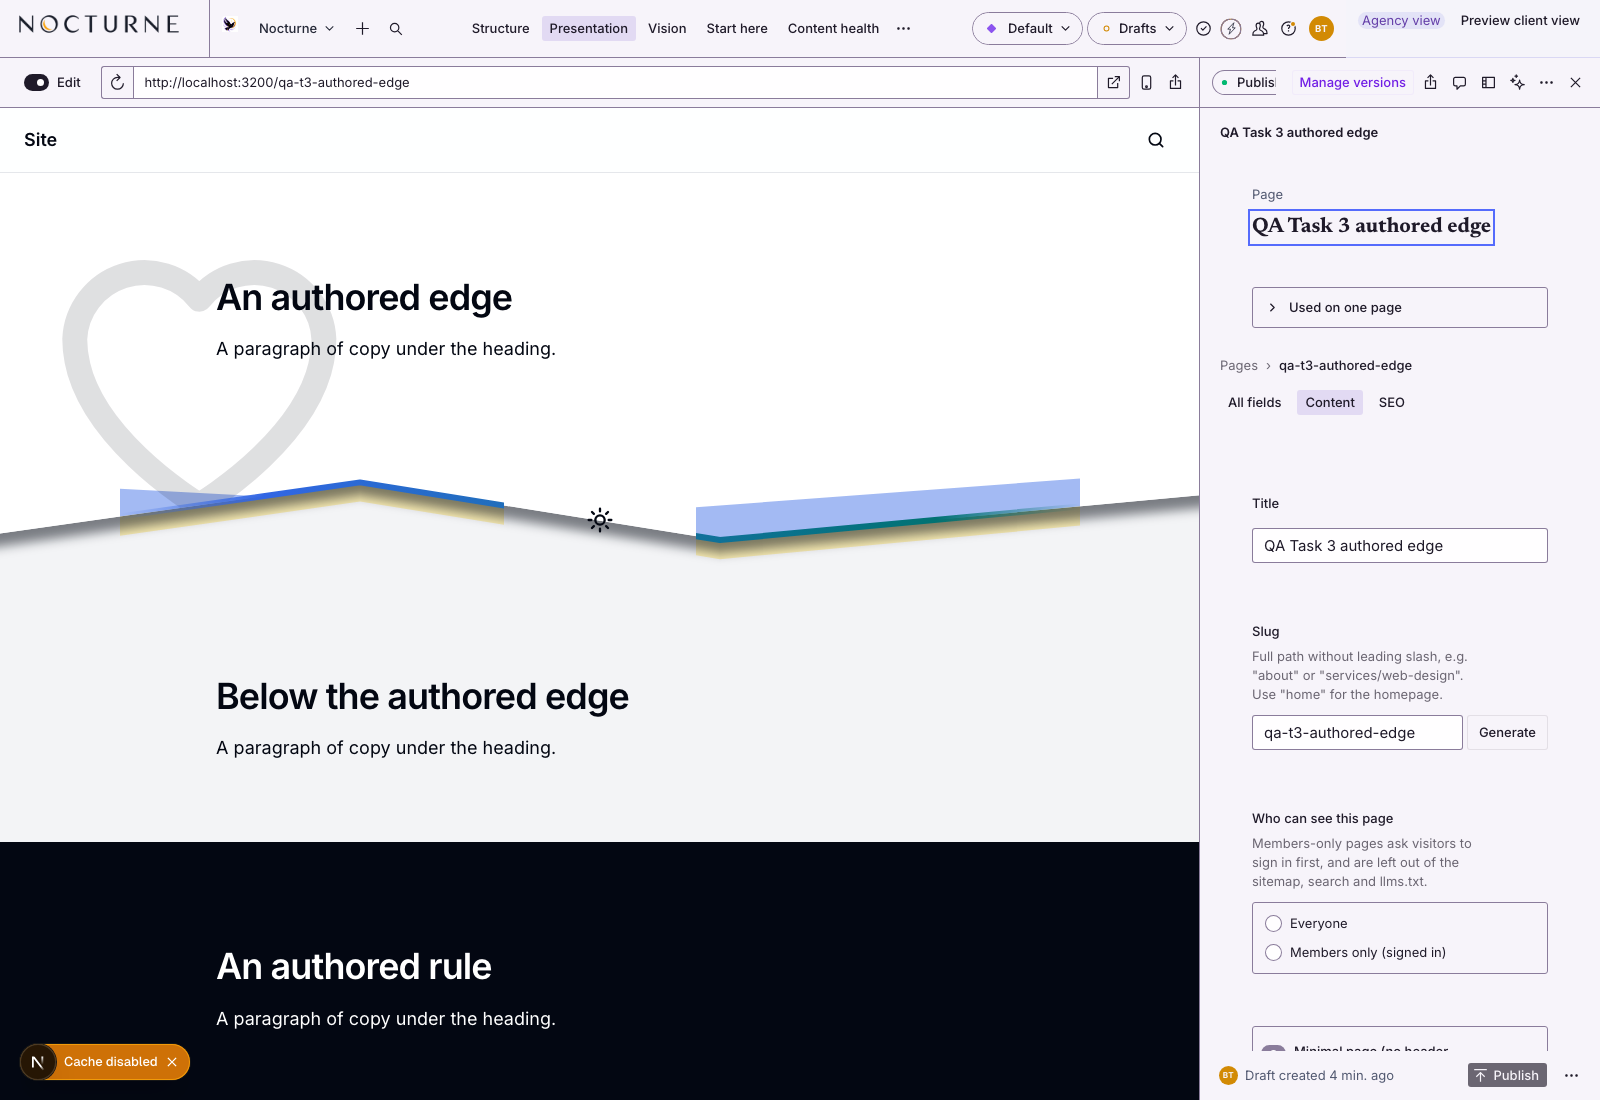 NOCTURNE
Nocturne
Structure
Presentation
Vision
Start here
Content health
Default
Drafts
BT
Agency view
Preview client view
Edit
http://localhost:3200/qa-t3-authored-edge
Manage versions
Site
QA Task 3 authored edge
Page
QA Task 3 authored edge
An authored edge
A paragraph of copy under the heading.
Used on one page
Pages › qa-t3-authored-edge
All fields
Content
SEO
Title
QA Task 3 authored edge
Slug
Full path without leading slash, e.g.
"about" or "services/web-design".
Use "home" for the homepage.
qa-t3-authored-edge
Generate
Below the authored edge
A paragraph of copy under the heading.
Who can see this page
Members-only pages ask visitors to
sign in first, and are left out of the
sitemap, search and llms.txt.
Everyone
Members only (signed in)
An authored rule
A paragraph of copy under the heading.
Minimal page (no header
N
Cache disabled
BT
Draft created 4 min. ago
Publish